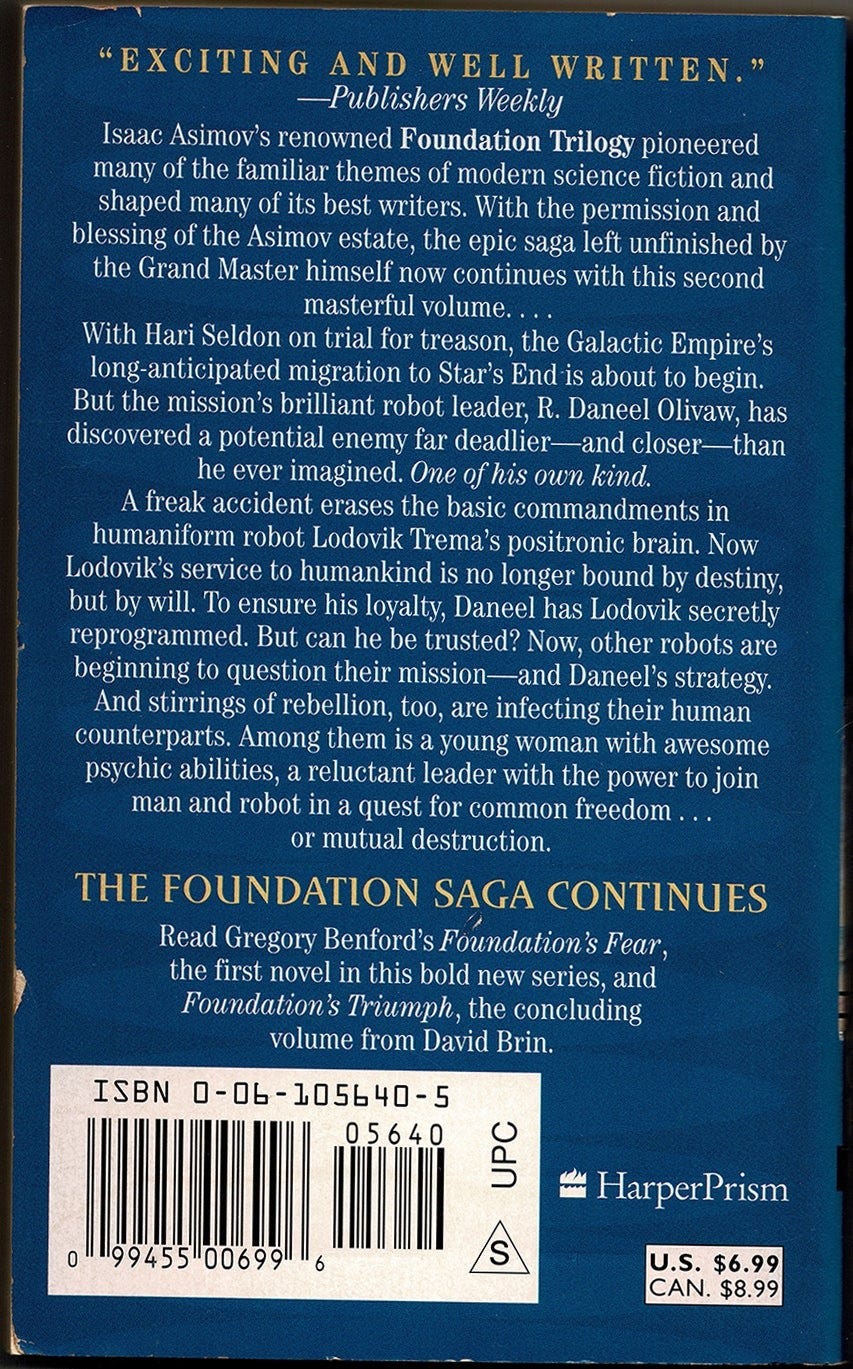 “EXCITING AND WELL WRITTEN.”
—Publishers Weekly
Isaac Asimov’s renowned Foundation Trilogy pioneered
many of the familiar themes of modern science fiction and
shaped many of its best writers. With the permission and
blessing of the Asimov estate, the epic saga left unfinished by
the Grand Master himself now continues with this second
masterful volume. . . .
With Hari Seldon on trial for treason, the Galactic Empire’s
long-anticipated migration to Star’s End is about to begin.
But the mission’s brilliant robot leader, R. Daneel Olivaw, has
discovered a potential enemy far deadlier—and closer—than
he ever imagined. One of his own kind.
A freak accident erases the basic commandments in
humaniform robot Lodovik Trema’s positronic brain. Now
Lodovik’s service to humankind is no longer bound by destiny,
but by will. To ensure his loyalty, Daneel has Lodovik secretly
reprogrammed. But can he be trusted? Now, other robots are
beginning to question their mission—and Daneel’s strategy.
And stirrings of rebellion, too, are infecting their human
counterparts. Among them is a young woman with awesome
psychic abilities, a reluctant leader with the power to join
man and robot in a quest for common freedom . . .
or mutual destruction.
THE FOUNDATION SAGA CONTINUES
Read Gregory Benford’s Foundation’s Fear,
the first novel in this bold new series, and
Foundation’s Triumph, the concluding
volume from David Brin.
ISBN 0-06-105640-5
05640
UPC
0 99455 00699 6
S
HarperPrism
U.S. $6.99
CAN. $8.99